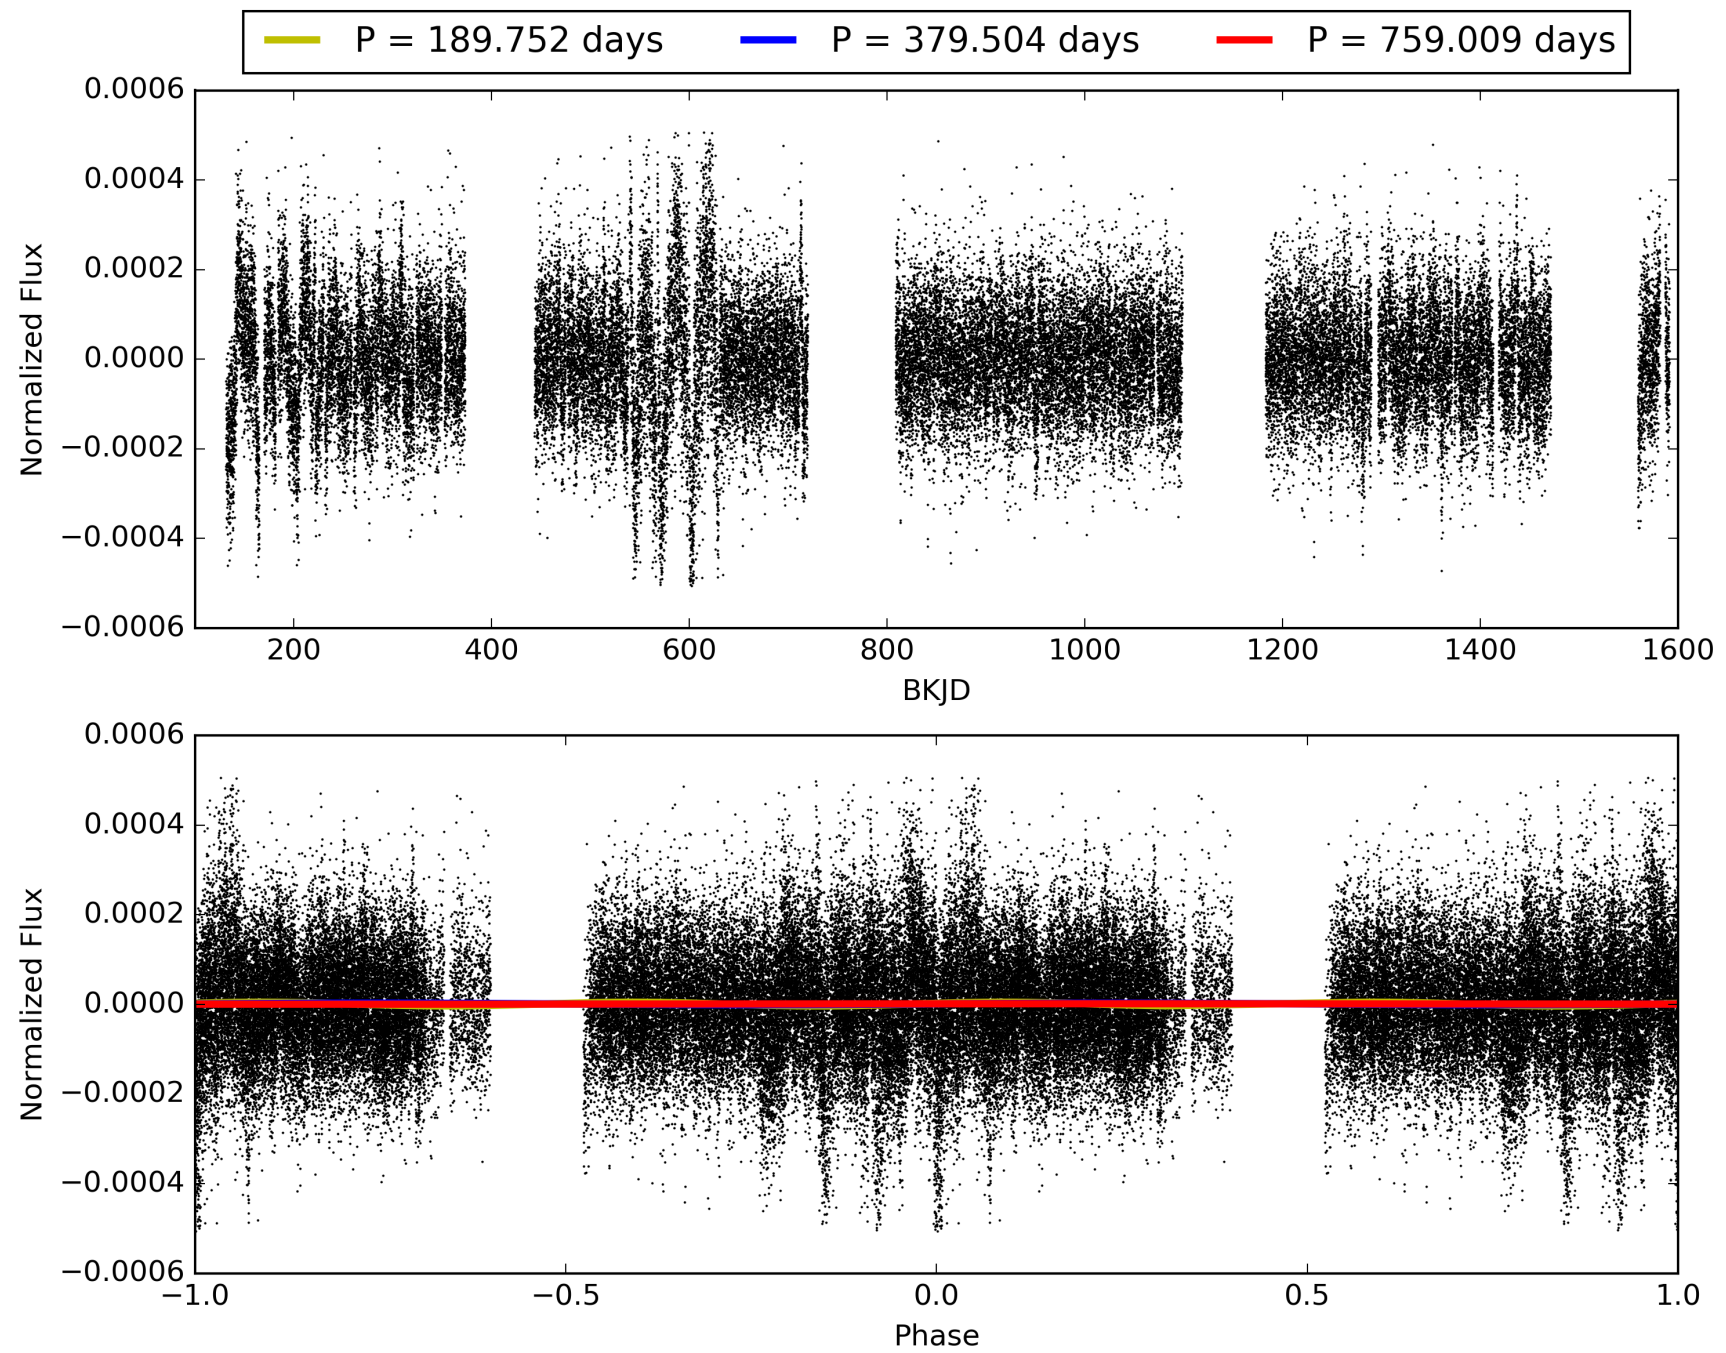 P = 189.752 days P = 379.504 days P = 759.009 days
0.0006
0.0004
0.0002
0.0000
−0.0002
−0.0004
−0.0006
Normalized Flux
200 400 600 800 1000 1200 1400 1600
BKJD
0.0006
0.0004
0.0002
0.0000
−0.0002
−0.0004
−0.0006
Normalized Flux
−1.0 −0.5 0.0 0.5 1.0
Phase